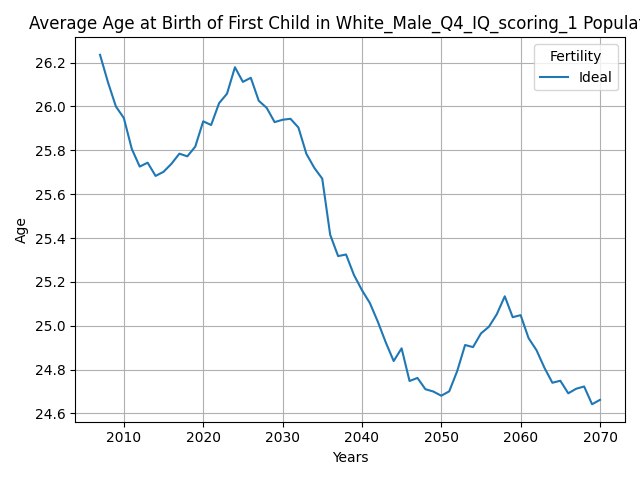 Average Age at Birth of First Child in White_Male_Q4_IQ_scoring_1 Populat
Fertility
Ideal
26.2
26.0
25.8
25.6
25.4
25.2
25.0
24.8
24.6
Age
2010 2020 2030 2040 2050 2060 2070
Years